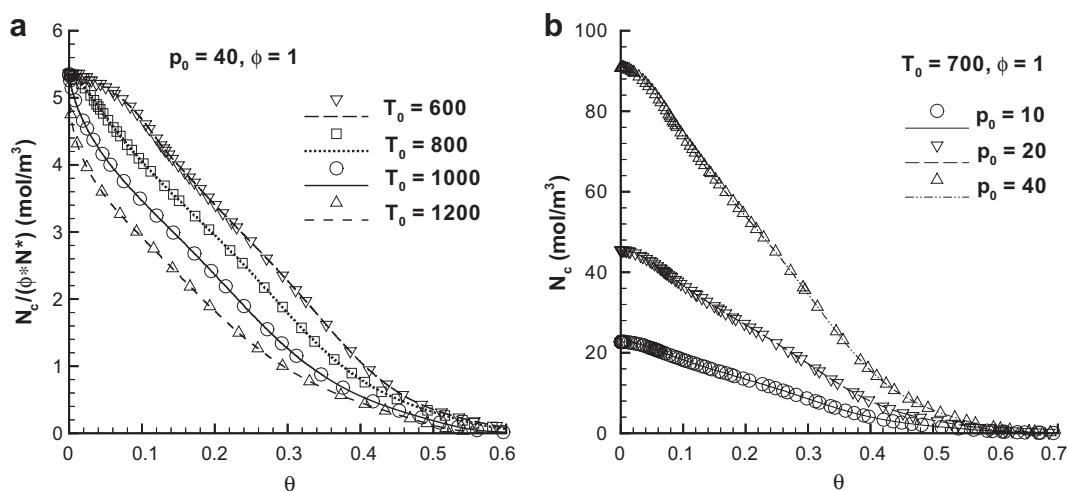 a
p₀ = 40, ϕ = 1
T₀ = 600
T₀ = 800
T₀ = 1000
T₀ = 1200
N_c/(ϕ*N*) (mol/m³)
6
5
4
3
2
1
0
0 0.1 0.2 0.3 0.4 0.5 0.6
θ
b
T₀ = 700, ϕ = 1
p₀ = 10
p₀ = 20
p₀ = 40
N_c (mol/m³)
100
80
60
40
20
0
0 0.1 0.2 0.3 0.4 0.5 0.6 0.7
θ